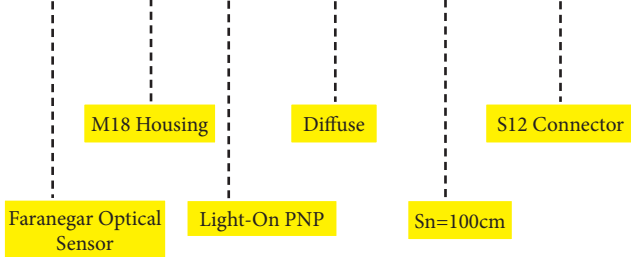 M18 Housing
Diffuse
S12 Connector
Faranegar Optical
Sensor
Light-On PNP
Sn=100cm